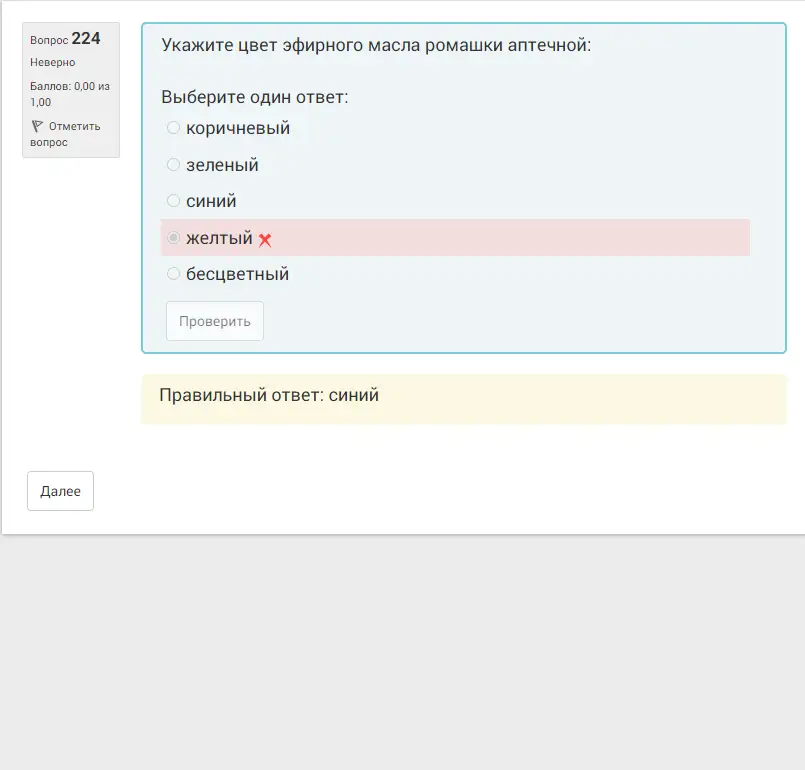 Вопрос 224
Неверно
Баллов: 0,00 из
1,00
Отметить
вопрос
Укажите цвет эфирного масла ромашки аптечной:
Выберите один ответ:
коричневый
зеленый
синий
желтый
бесцветный
Проверить
Правильный ответ: синий
Далее